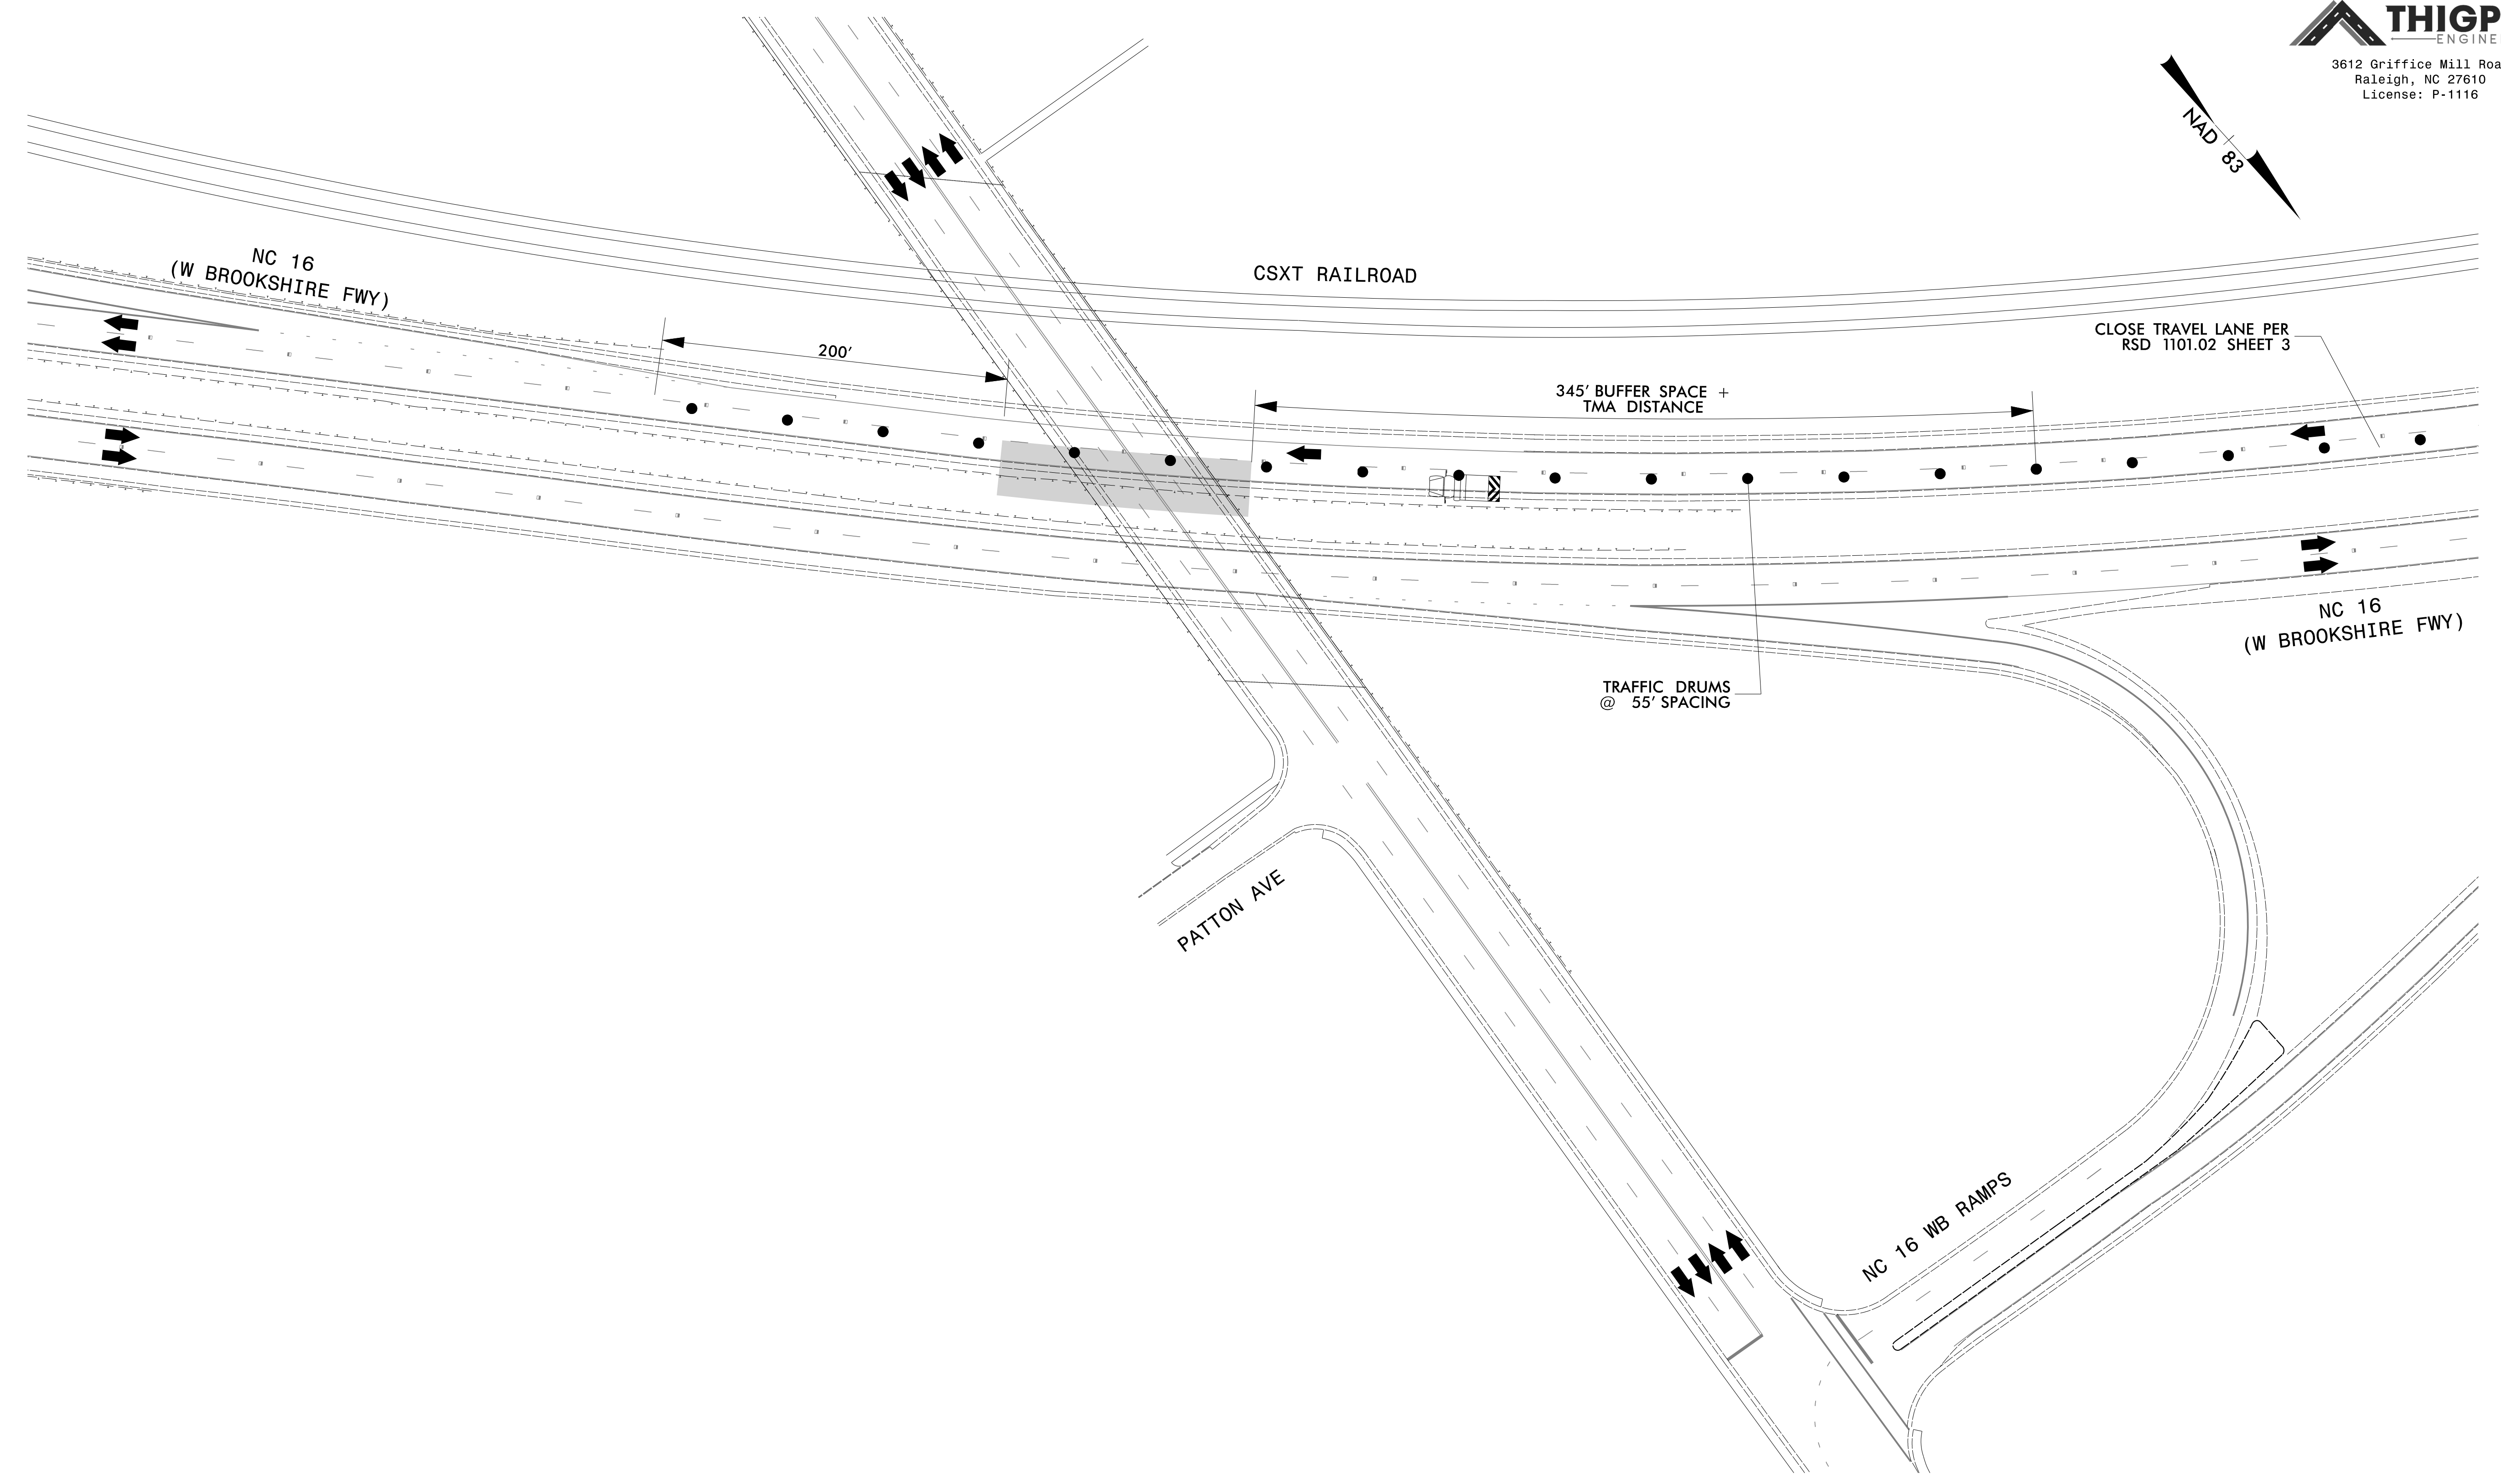 THIGP
ENGINE
3612 Griffice Mill Roa
Raleigh, NC 27610
License: P-1116
NAD 83
NC 16
(W BROOKSHIRE FWY)
CSXT RAILROAD
200'
CLOSE TRAVEL LANE PER
RSD 1101.02 SHEET 3
345' BUFFER SPACE +
TMA DISTANCE
NC 16
(W BROOKSHIRE FWY)
TRAFFIC DRUMS
@ 55' SPACING
PATTON AVE
NC 16 WB RAMPS